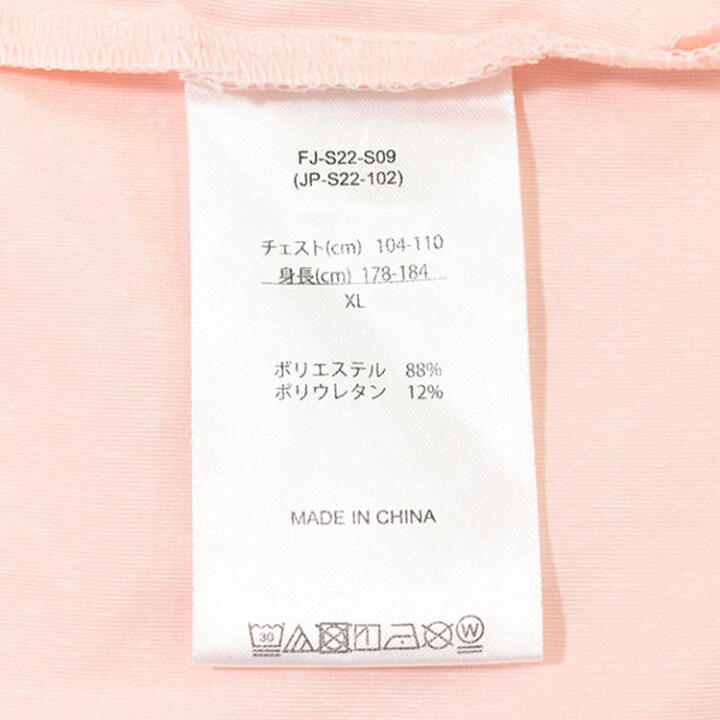 FJ-S22-S09
(JP-S22-102)
チェスト(cm) 104-110
身長(cm) 178-184
XL
ポリエステル 88%
ポリウレタン 12%
MADE IN CHINA
30 W